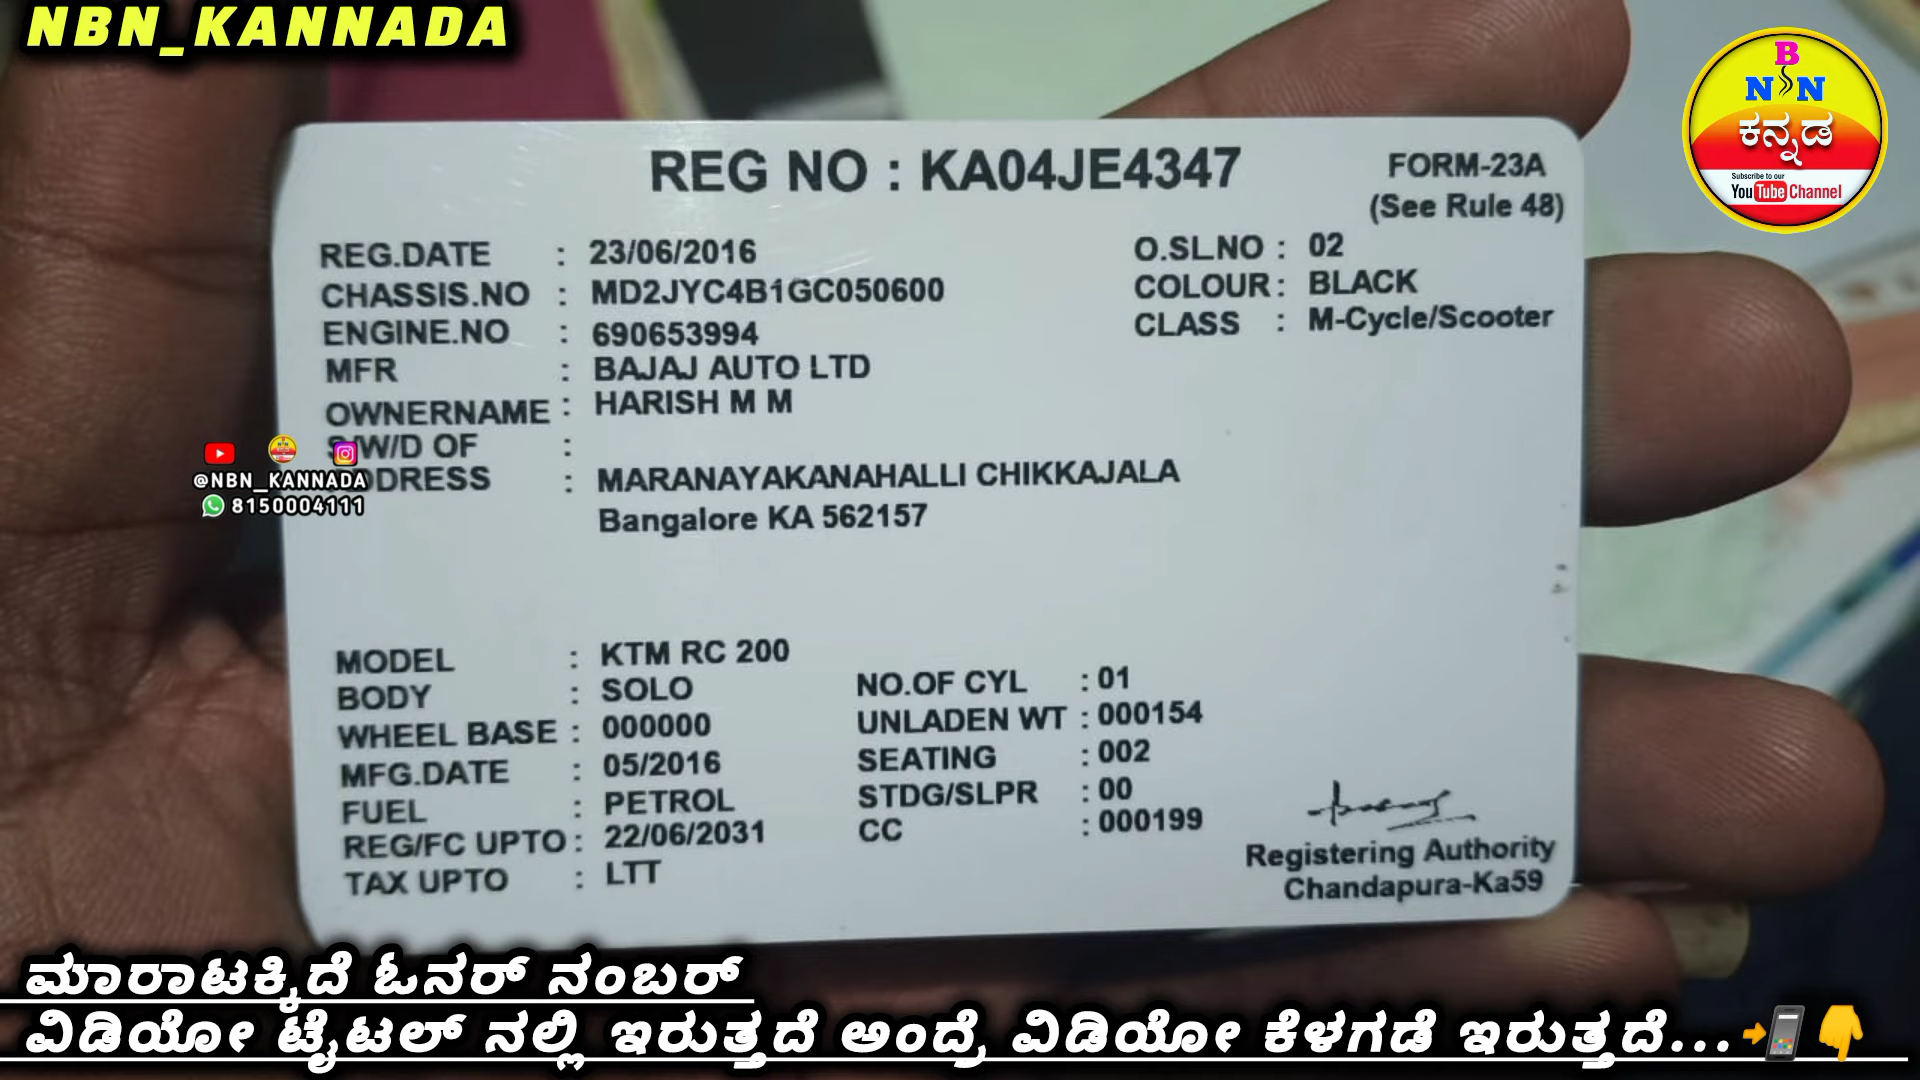 NBN_KANNADA
B
N N
ಕನ್ನಡ
Subscribe to our
YouTube Channel
REG NO : KA04JE4347
FORM-23A
(See Rule 48)
REG.DATE : 23/06/2016
O.SL.NO : 02
CHASSIS.NO : MD2JYC4B1GC050600
COLOUR : BLACK
ENGINE.NO : 690653994
CLASS : M-Cycle/Scooter
MFR : BAJAJ AUTO LTD
OWNERNAME : HARISH M M
S/W/D OF :
DDRESS : MARANAYAKANAHALLI CHIKKAJALA
Bangalore KA 562157
@NBN_KANNADA
8150004111
MODEL : KTM RC 200
BODY : SOLO
NO.OF CYL : 01
WHEEL BASE : 000000
UNLADEN WT : 000154
MFG.DATE : 05/2016
SEATING : 002
FUEL : PETROL
STDG/SLPR : 00
REG/FC UPTO : 22/06/2031
CC : 000199
TAX UPTO : LTT
Registering Authority
Chandapura-Ka59
ಮಾರಾಟಕ್ಕಿದೆ ಓನರ್ ನಂಬರ್
ವಿಡಿಯೋ ಟೈಟಲ್ ನಲ್ಲಿ ಇರುತ್ತದೆ ಅಂದ್ರೆ ವಿಡಿಯೋ ಕೆಳಗಡೆ ಇರುತ್ತದೆ...